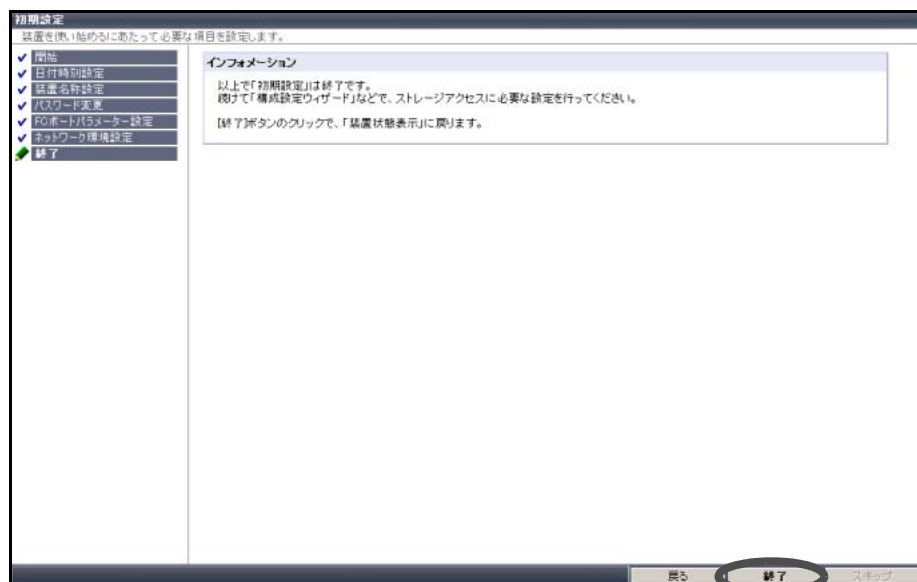 初期設定
装置を使い始めるにあたって必要な項目を設定します。
開始
日付時刻設定
装置名称設定
パスワード変更
FCポートパラメーター設定
ネットワーク環境設定
終了
インフォメーション
以上で「初期設定」は終了です。
続けて「構成設定ウィザード」などで、ストレージアクセスに必要な設定を行ってください。
[終了]ボタンのクリックで、「装置状態表示」に戻ります。
戻る
終了
スキップ